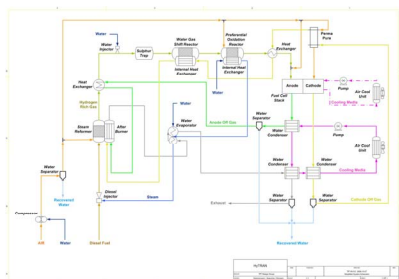 Water
Water Injector
Sulphur Trap
Water Gas Shift Reactor
Internal Heat Exchanger
Water
Preferential Oxidation Reactor
Internal Heat Exchanger
Heat Exchanger
Perma Pure
Heat Exchanger
Hydrogen Rich Gas
Steam Reformer
After Burner
Water
Water Evaporator
Anode Off Gas
Anode
Cathode
Fuel Cell Stack
Pump
Air Cool Unit
Cooling Media
Water Separator
Water Condenser
Pump
Air Cool Unit
Water Condenser
Water Condenser
Cooling Media
Water Separator
Recovered Water
Diesel Injector
Steam
Exhaust
Water Separator
Water Separator
Cathode Off Gas
Compressor
Air
Water
Diesel Fuel
Recovered Water
HyTRAN